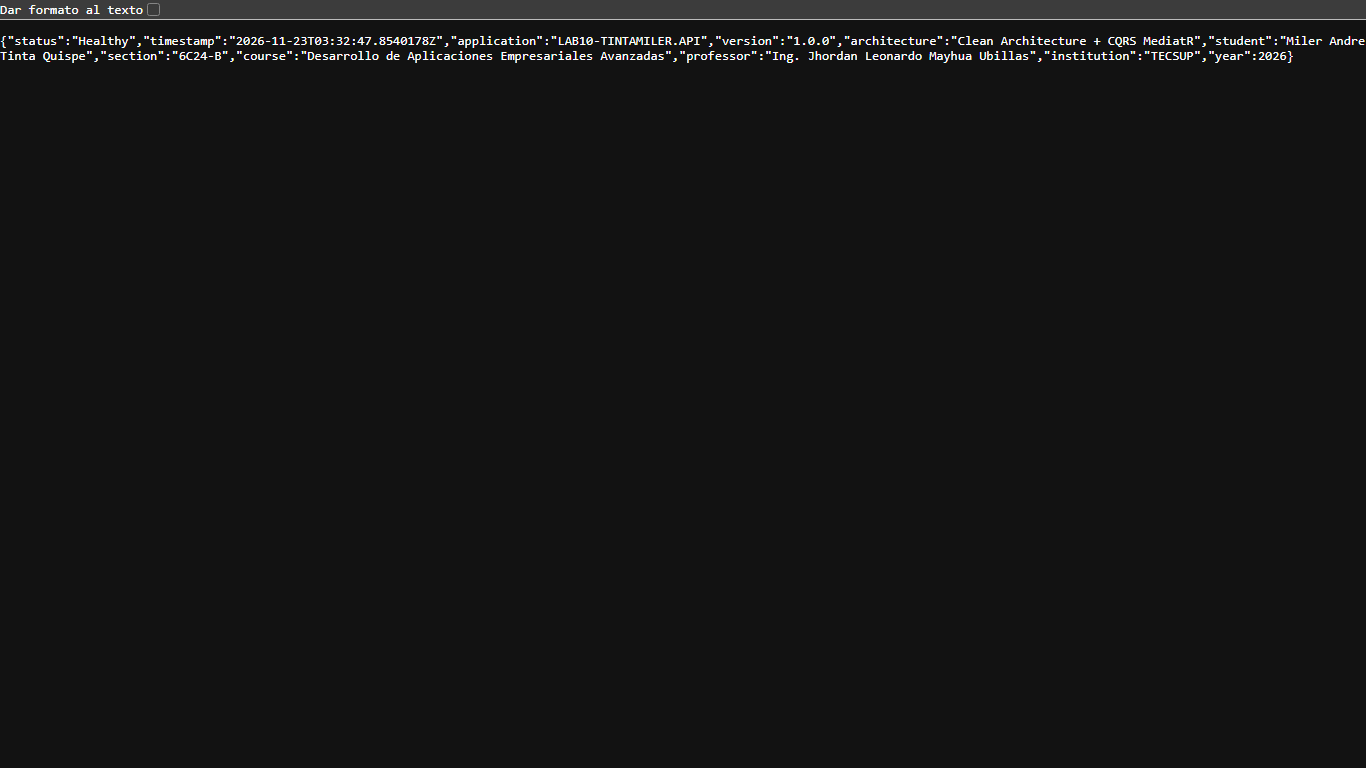 Dar formato al texto
{"status":"Healthy","timestamp":"2026-11-23T03:32:47.8540178Z","application":"LAB10-TINTAMILER.API","version":"1.0.0","architecture":"Clean Architecture + CQRS MediatR","student":"Miler Andre
Tinta Quispe","section":"6C24-B","course":"Desarrollo de Aplicaciones Empresariales Avanzadas","professor":"Ing. Jhordan Leonardo Mayhua Ubillas","institution":"TECSUP","year":2026}